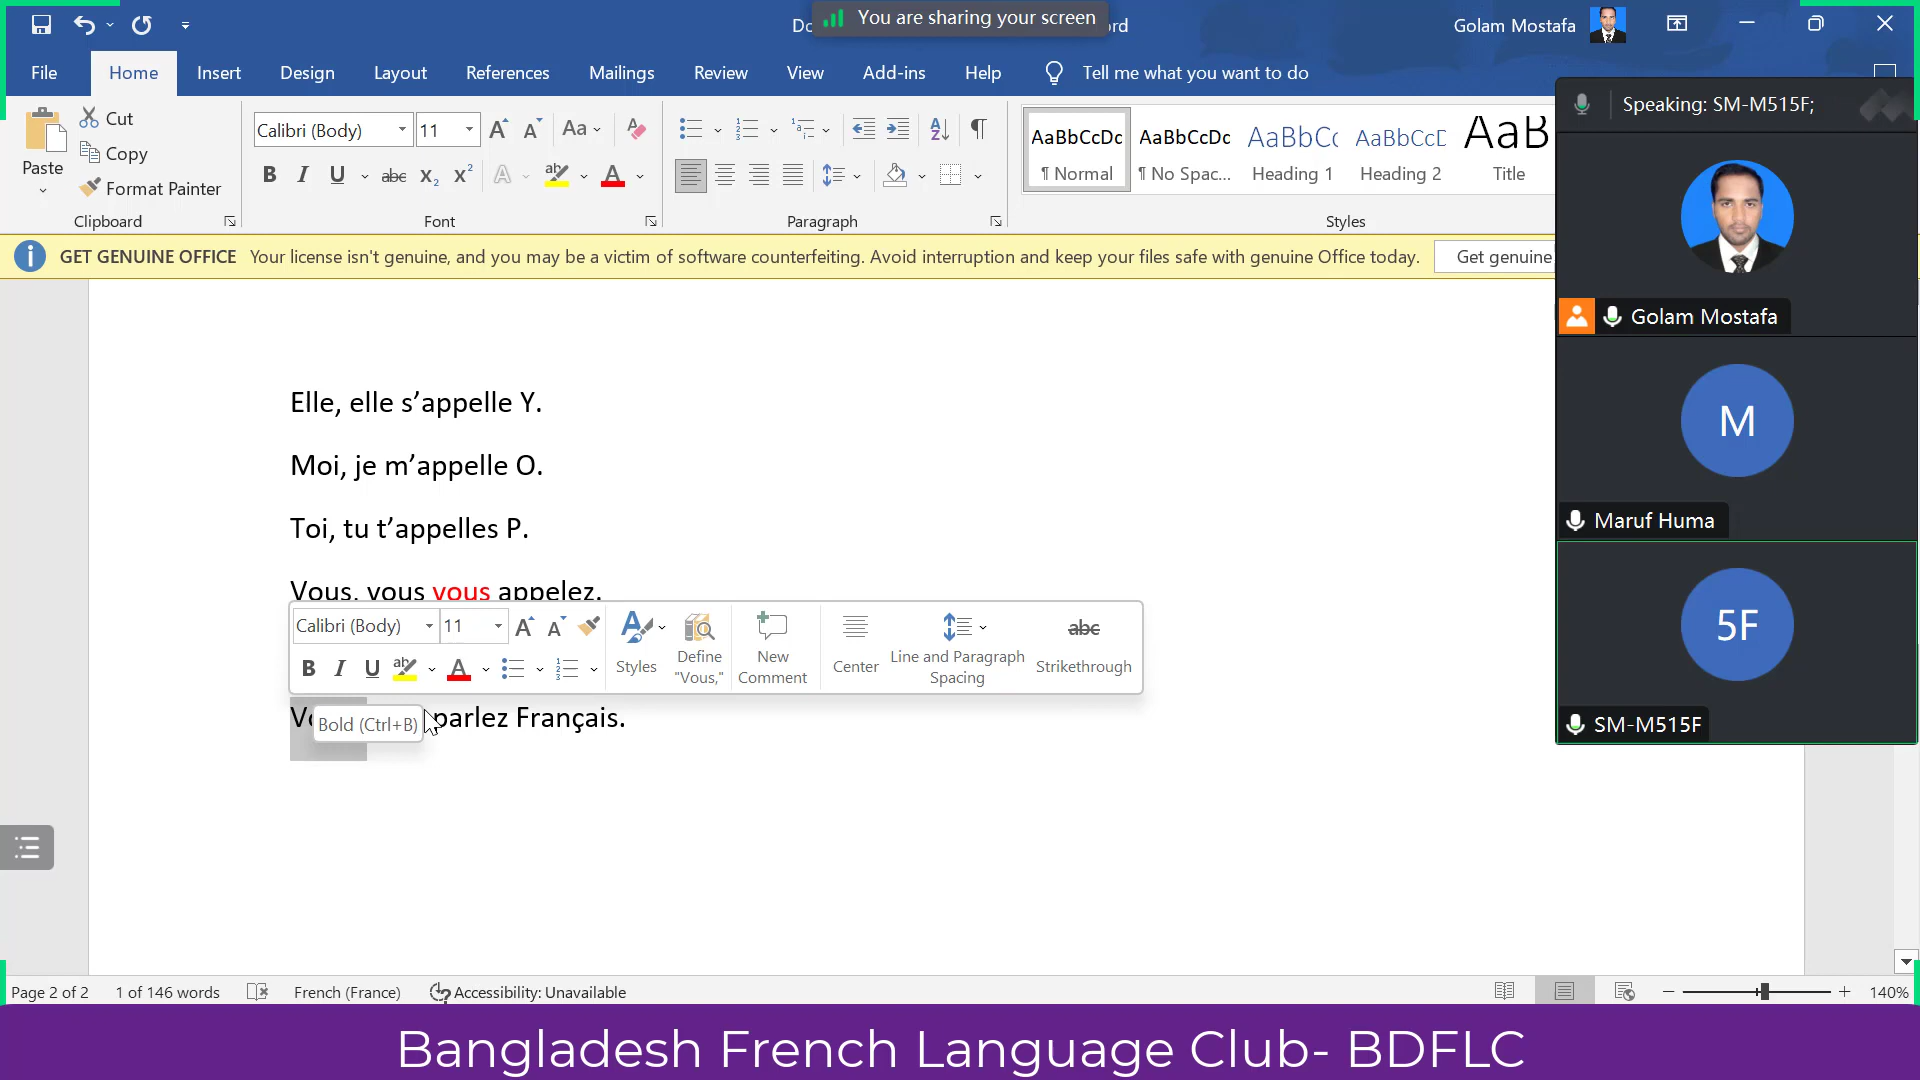 You are sharing your screen
Golam Mostafa
File Home Insert Design Layout References Mailings Review View Add-ins Help Tell me what you want to do
Speaking: SM-M515F;
Paste
Cut
Copy
Format Painter
Clipboard
Calibri (Body) 11
Font
Paragraph
AaBbCcDc AaBbCcDc AaBbC AaBbCcD AaB
¶ Normal ¶ No Spac... Heading 1 Heading 2 Title
Styles
GET GENUINE OFFICE Your license isn't genuine, and you may be a victim of software counterfeiting. Avoid interruption and keep your files safe with genuine Office today. Get genuine
Golam Mostafa
M
Maruf Huma
5F
SM-M515F
Elle, elle s’appelle Y.
Moi, je m’appelle O.
Toi, tu t’appelles P.
Vous, vous vous appelez.
Calibri (Body) 11
Styles
Define "Vous,"
New Comment
Center
Line and Paragraph Spacing
Strikethrough
parlez Français.
Bold (Ctrl+B)
Page 2 of 2 1 of 146 words French (France) Accessibility: Unavailable 140%
Bangladesh French Language Club- BDFLC